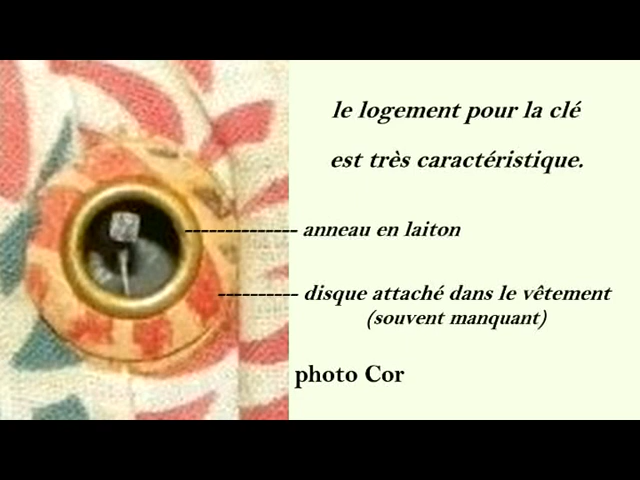 le logement pour la clé
est très caractéristique.
-------------- anneau en laiton
---------- disque attaché dans le vêtement
(souvent manquant)
photo Cor